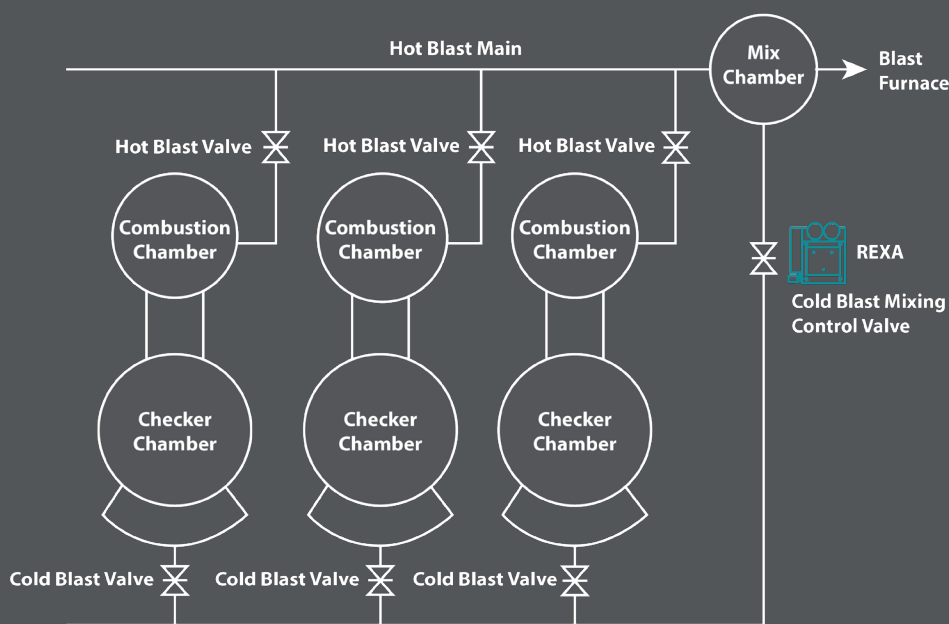 Hot Blast Main
Mix
Chamber
Blast
Furnace
Hot Blast Valve
Hot Blast Valve
Hot Blast Valve
Combustion
Chamber
Combustion
Chamber
Combustion
Chamber
REXA
Cold Blast Mixing
Control Valve
Checker
Chamber
Checker
Chamber
Checker
Chamber
Cold Blast Valve
Cold Blast Valve
Cold Blast Valve